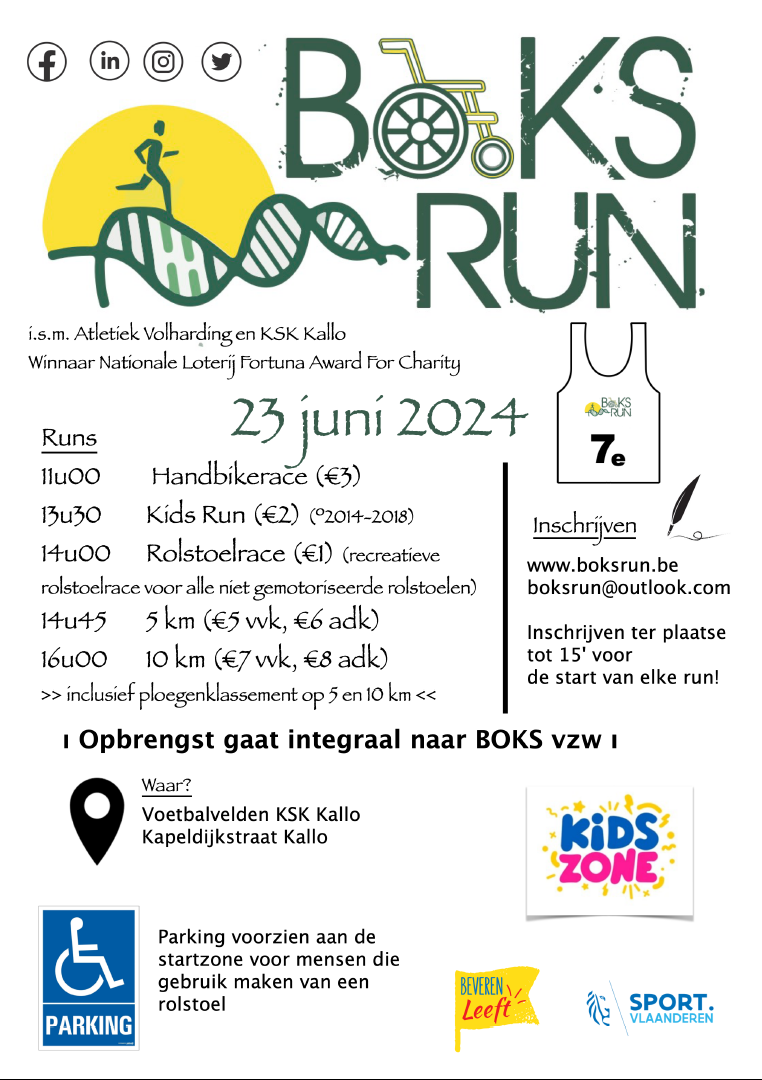 in
BOKS
RUN
i.s.m. Atletiek Volharding en KSK Kallo
Winnaar Nationale Loterij Fortuna Award For Charity
23 juni 2024
BOKS
RUN
7e
Runs
11u00 Handbikerace (€3)
13u30 Kids Run (€2) (°2014-2018)
14u00 Rolstoelrace (€1) (recreatieve
rolstoelrace voor alle niet gemotoriseerde rolstoelen)
14u45 5 km (€5 vvk, €6 adk)
16u00 10 km (€7 vvk, €8 adk)
>> inclusief ploegenklassement op 5 en 10 km <<
Inschrijven
www.boksrun.be
boksrun@outlook.com
Inschrijven ter plaatse
tot 15' voor
de start van elke run!
ı Opbrengst gaat integraal naar BOKS vzw ı
Waar?
Voetbalvelden KSK Kallo
Kapeldijkstraat Kallo
KiDS
ZONE
PARKING
Parking voorzien aan de
startzone voor mensen die
gebruik maken van een
rolstoel
BEVEREN
Leeft
SPORT.
VLAANDEREN